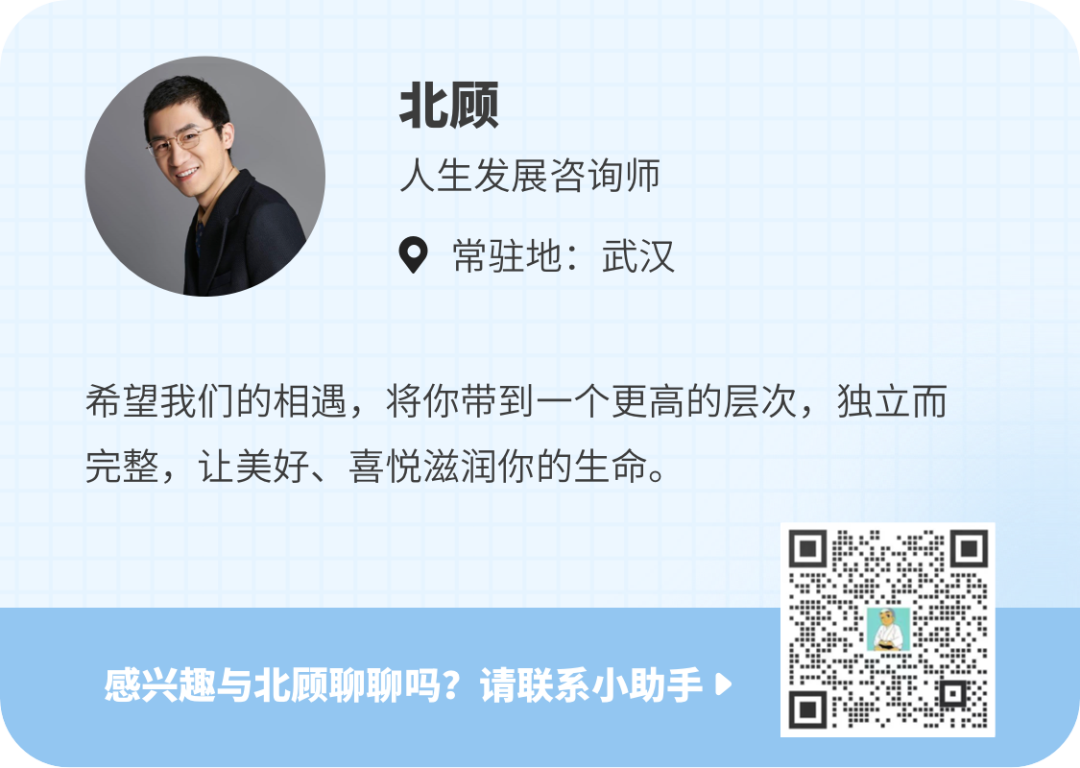 北顾
人生发展咨询师
常驻地：武汉
希望我们的相遇，将你带到一个更高的层次，独立而
完整，让美好、喜悦滋润你的生命。
感兴趣与北顾聊聊吗？请联系小助手